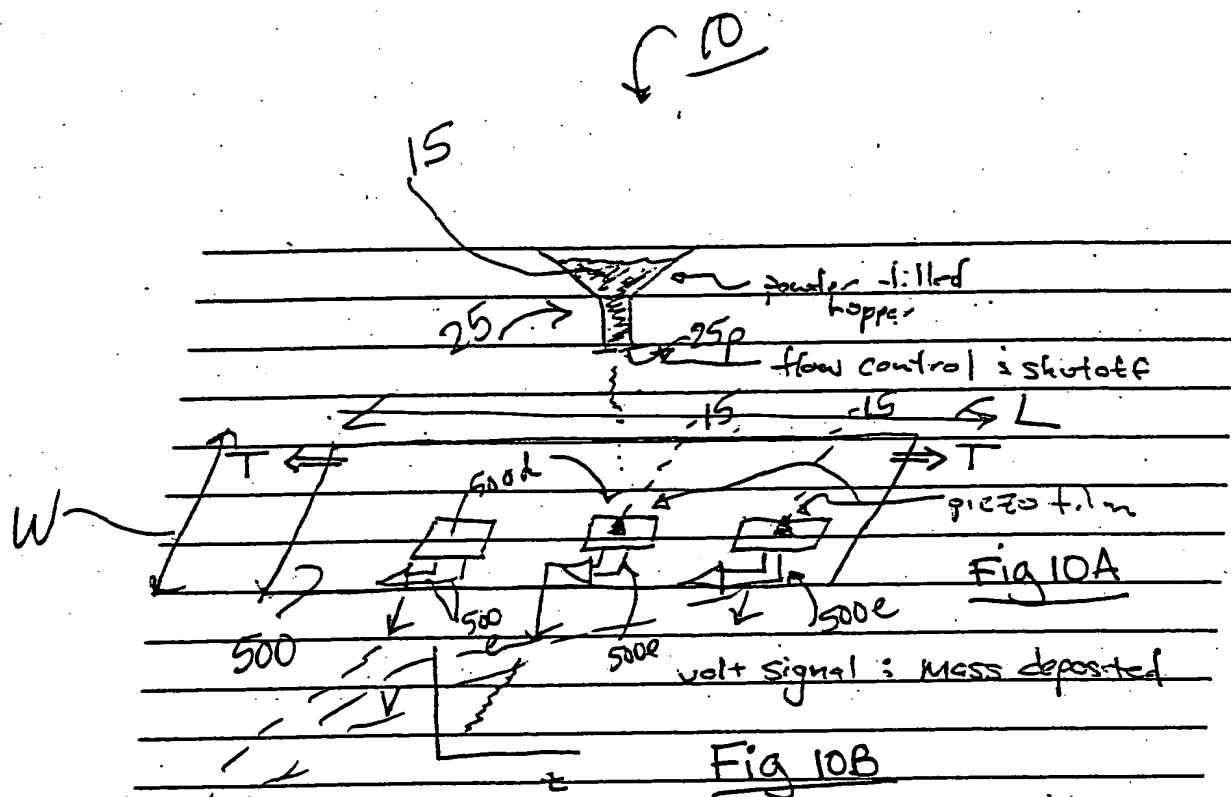 10
15
powder-filled
hopper
25
25p
flow control : shutoff
L
15 15
T T
500d
piezo film
W
Fig 10A
500 500e 500e
500
volt signal : mass deposited
V
t
Fig 10B